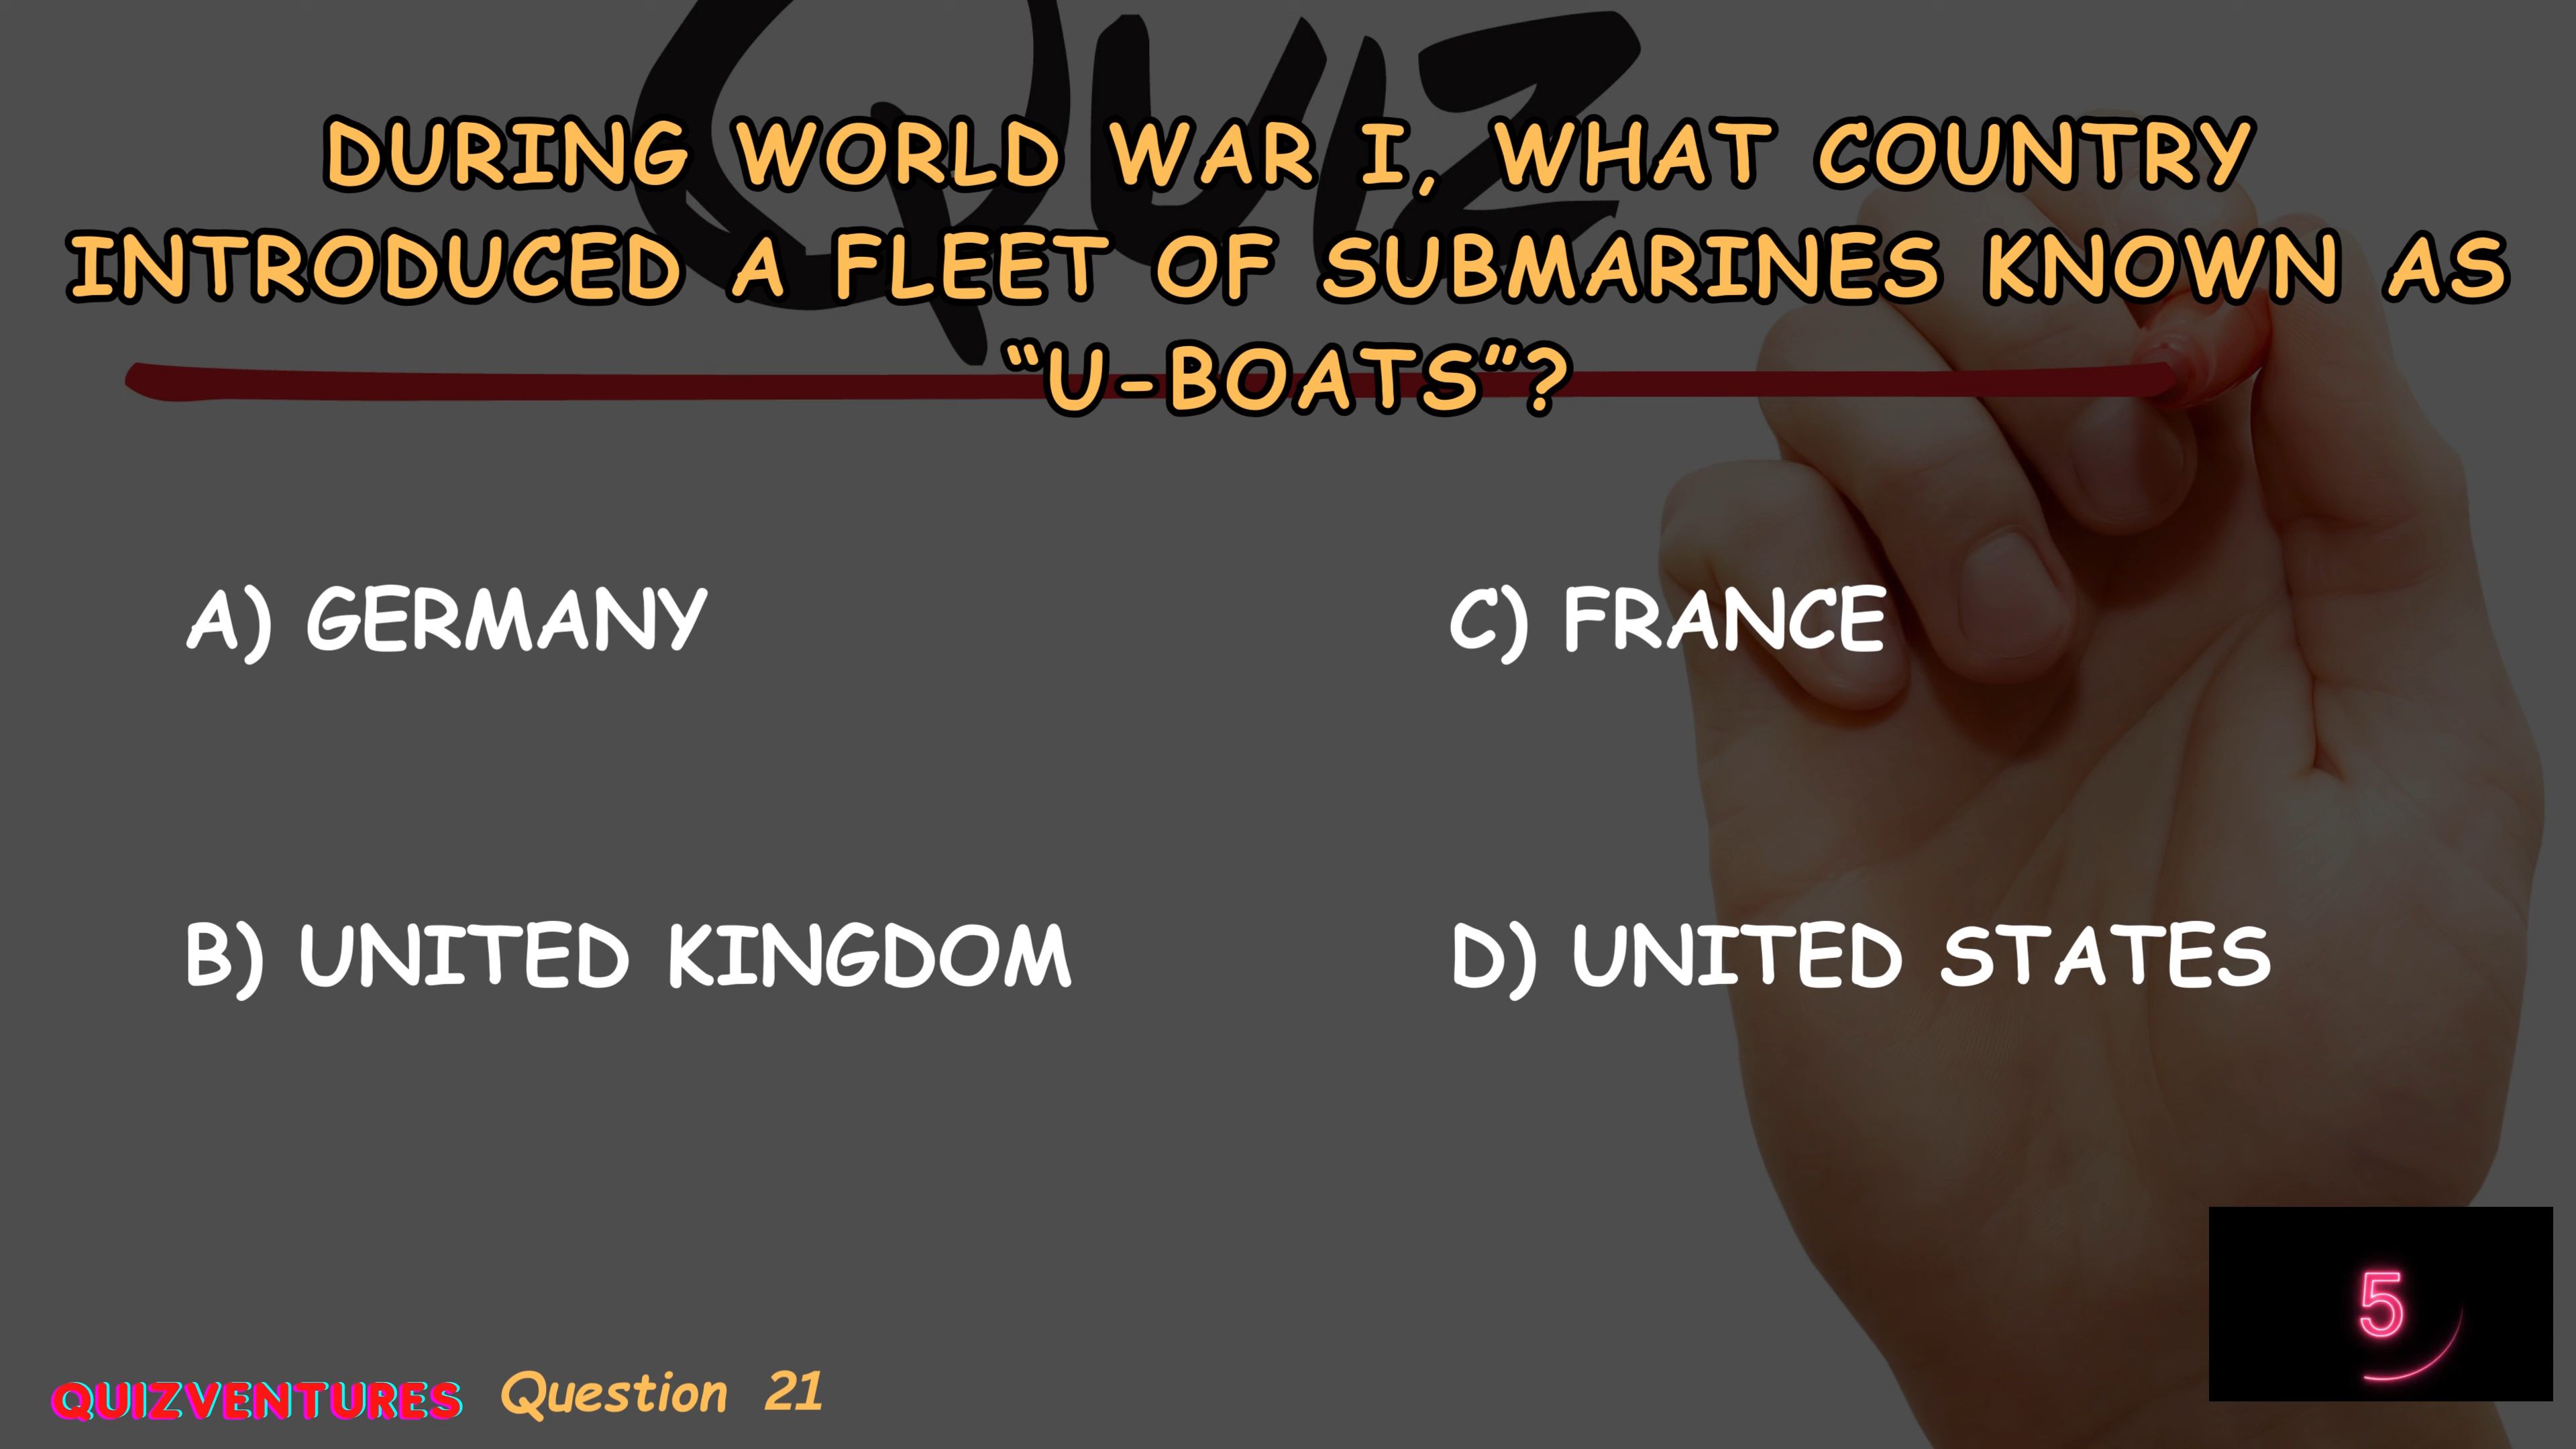 QUIZ
DURING WORLD WAR I, WHAT COUNTRY
INTRODUCED A FLEET OF SUBMARINES KNOWN AS
“U-BOATS”?
A) GERMANY
C) FRANCE
B) UNITED KINGDOM
D) UNITED STATES
5
QUIZVENTURES Question 21